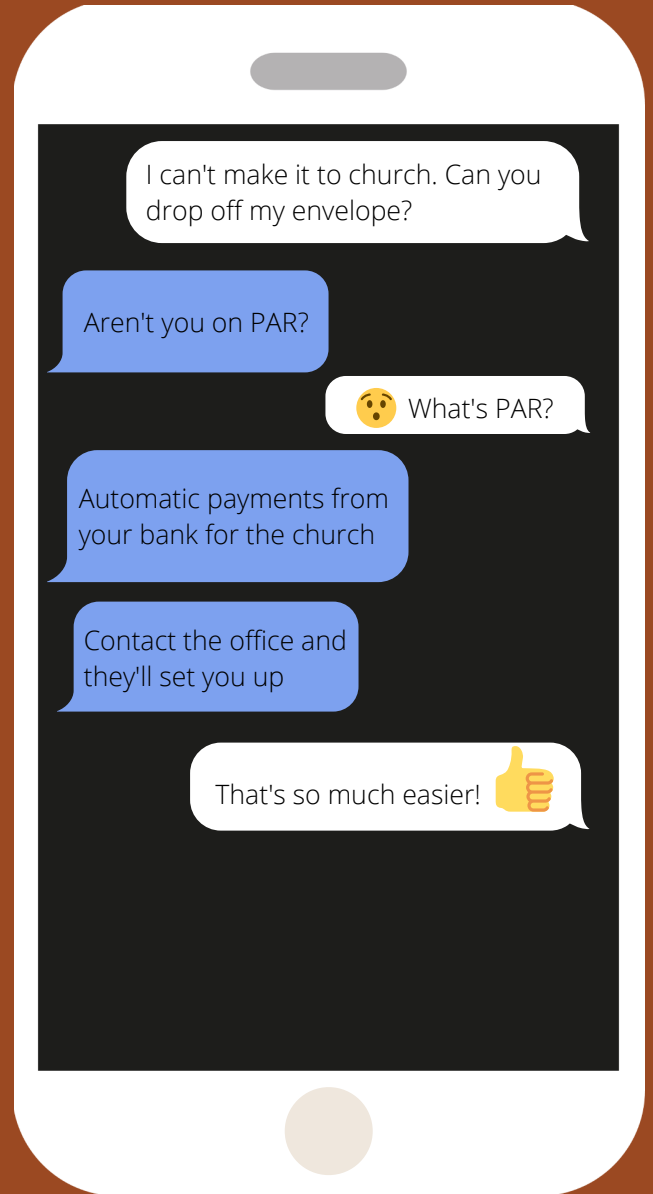 I can't make it to church. Can you
drop off my envelope?
Aren't you on PAR?
😯 What's PAR?
Automatic payments from
your bank for the church
Contact the office and
they'll set you up
That's so much easier! 👍